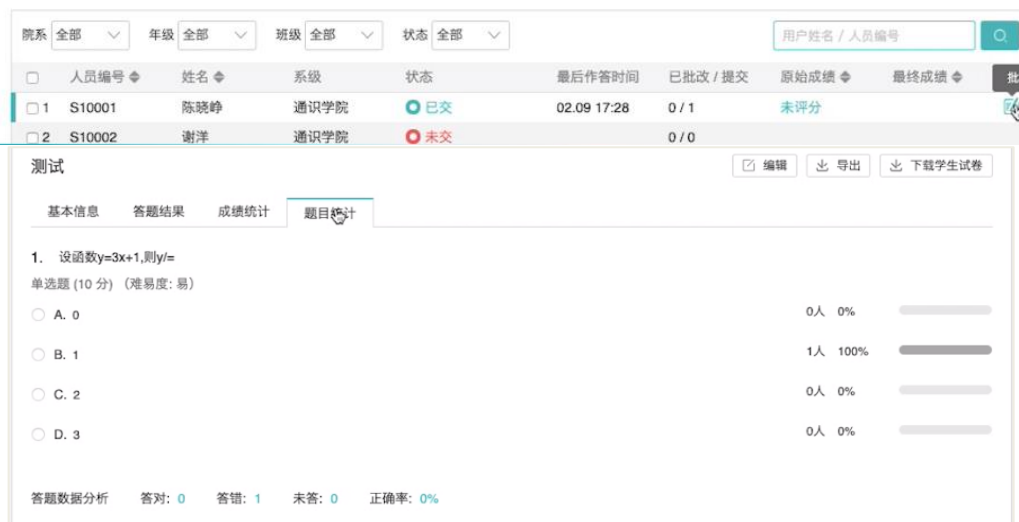 院系 全部 年级 全部 班级 全部 状态 全部 用户姓名 / 人员编号
人员编号 姓名 系级 状态 最后作答时间 已批改 / 提交 原始成绩 最终成绩 批
1 S10001 陈晓峥 通识学院 已交 02.09 17:28 0 / 1 未评分
2 S10002 谢洋 通识学院 未交 0 / 0
测试 编辑 导出 下载学生试卷
基本信息 答题结果 成绩统计 题目统计
1. 设函数y=3x+1,则y/=
单选题 (10 分) （难易度: 易）
A. 0 0人 0%
B. 1 1人 100%
C. 2 0人 0%
D. 3 0人 0%
答题数据分析 答对: 0 答错: 1 未答: 0 正确率: 0%